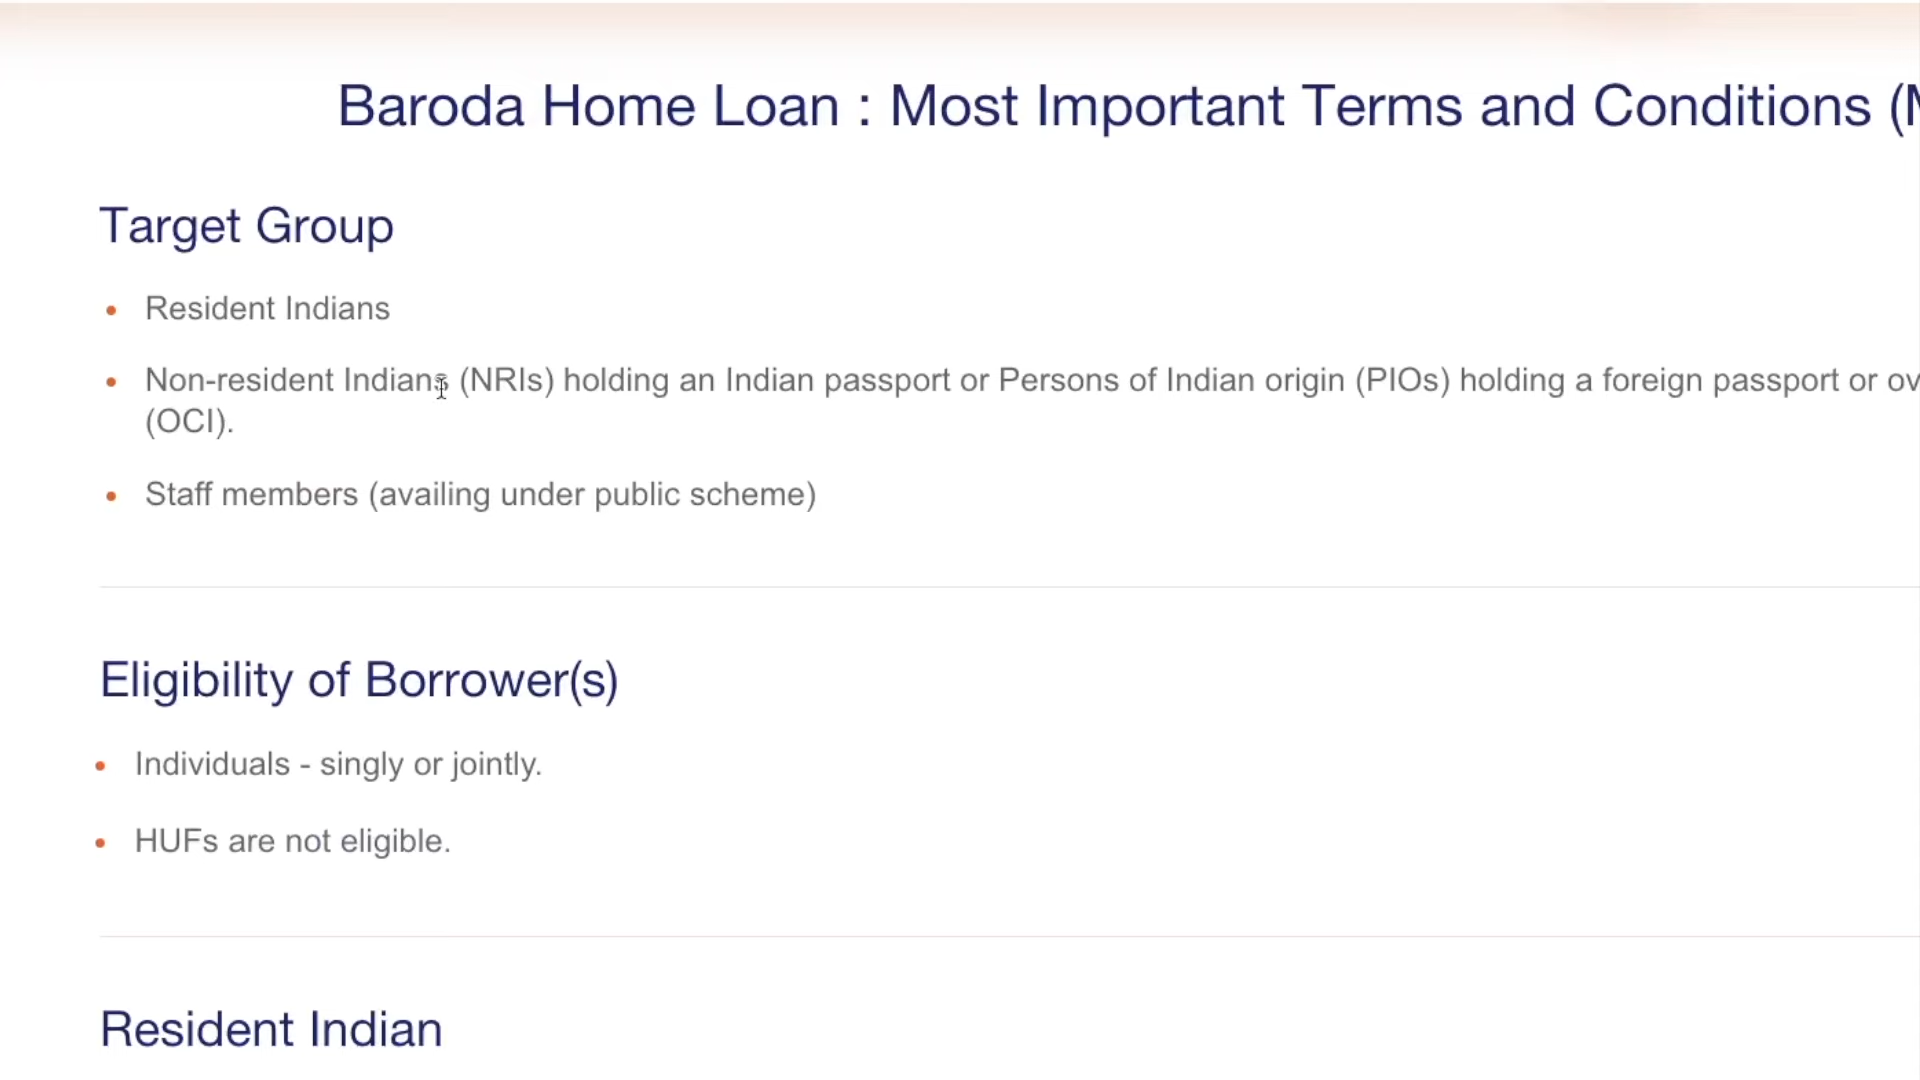 Baroda Home Loan : Most Important Terms and Conditions (
Target Group
Resident Indians
Non-resident Indians (NRIs) holding an Indian passport or Persons of Indian origin (PIOs) holding a foreign passport or
(OCI).
Staff members (availing under public scheme)
Eligibility of Borrower(s)
Individuals - singly or jointly.
HUFs are not eligible.
Resident Indian